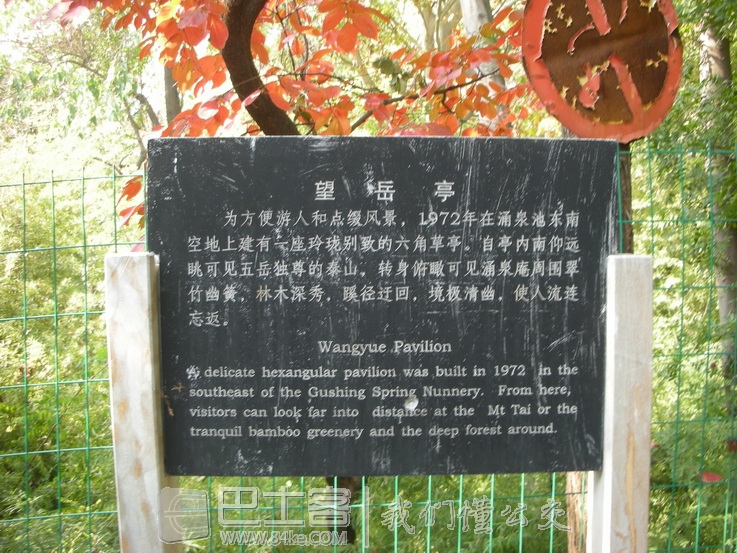 望岳亭
为方便游人和点缀风景，1972年在涌泉池东南
空地上建有一座玲珑别致的六角草亭。自亭内南仰远
眺可见五岳独尊的泰山，转身俯瞰可见涌泉庵周围翠
竹幽篁，林木深秀，蹊径迂回，境极清幽，使人流连
忘返。
Wangyue Pavilion
A delicate hexangular pavilion was built in 1972 in the
southeast of the Gushing Spring Nunnery. From here,
visitors can look far into distance at the Mt Tai or the
tranquil bamboo greenery and the deep forest around.
巴士客 我们懂公交
www.84ke.com